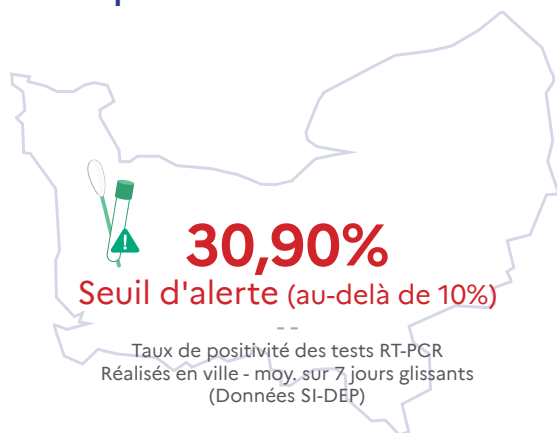 30,90%
Seuil d'alerte (au-delà de 10%)
--
Taux de positivité des tests RT-PCR
Réalisés en ville - moy. sur 7 jours glissants
(Données SI-DEP)